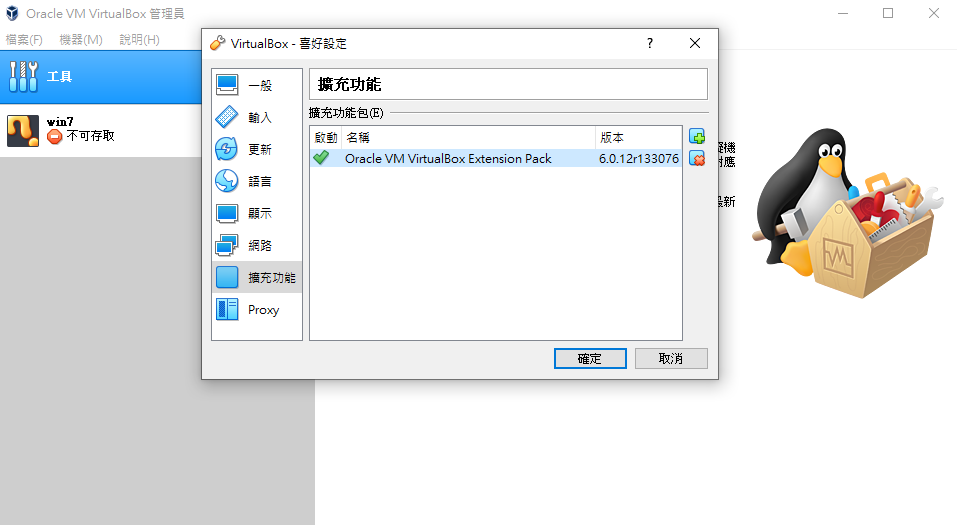 Oracle VM VirtualBox 管理員
檔案(F) 機器(M) 說明(H)
工具
win7
不可存取
VirtualBox - 喜好設定
?
一般
輸入
更新
語言
顯示
網路
擴充功能
Proxy
擴充功能
擴充功能包(E)
啟動 名稱 版本
Oracle VM VirtualBox Extension Pack 6.0.12r133076
確定 取消
機
對應
最新